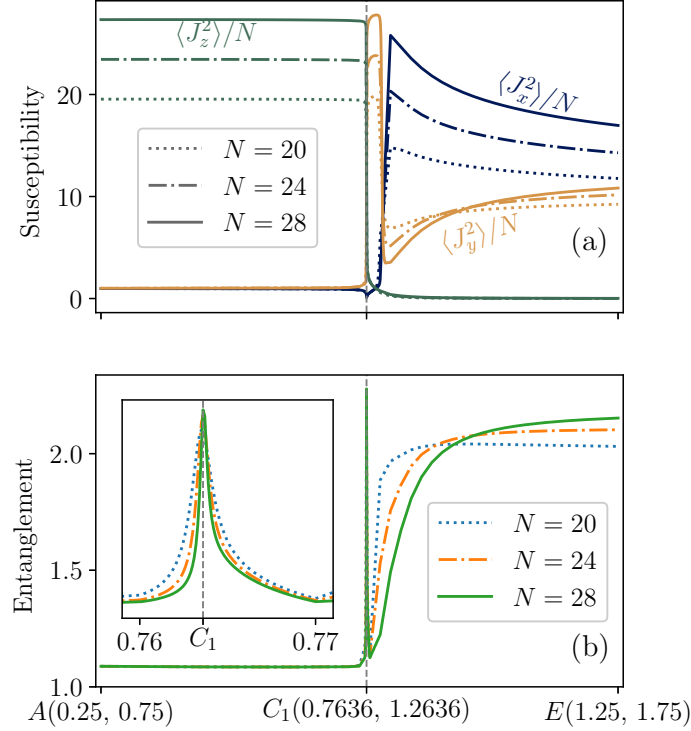 ⟨J_z^2⟩/N
⟨J_x^2⟩/N
⟨J_y^2⟩/N
Susceptibility
20
10
0
N = 20
N = 24
N = 28
(a)
Entanglement
2.0
1.5
1.0
0.76
C_1
0.77
N = 20
N = 24
N = 28
(b)
A(0.25, 0.75)
C_1(0.7636, 1.2636)
E(1.25, 1.75)